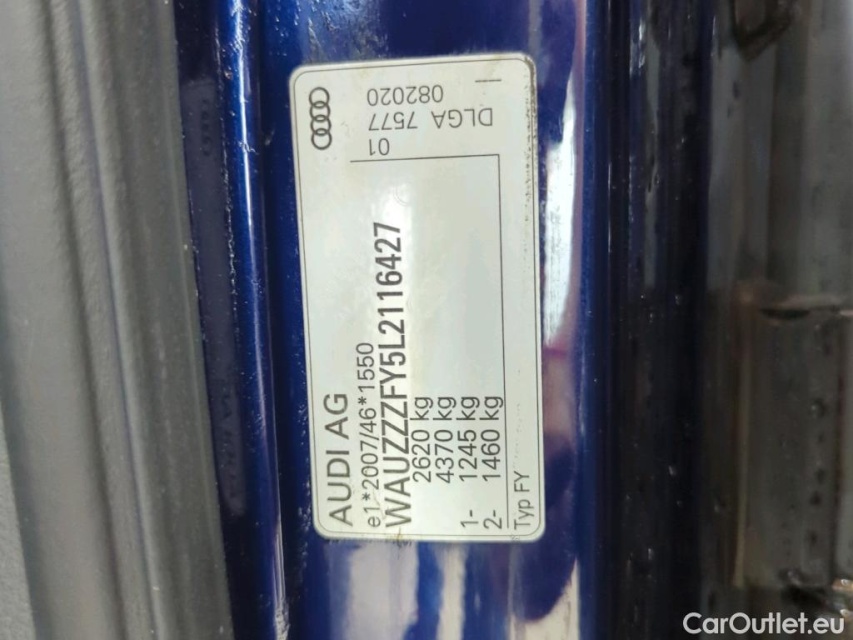 AUDI AG
e1*2007/46*1550
WAUZZZFY5L2116427
2620 kg
4370 kg
1- 1245 kg
2- 1460 kg
Typ FY
01
DLGA 7577
082020
CarOutlet.eu